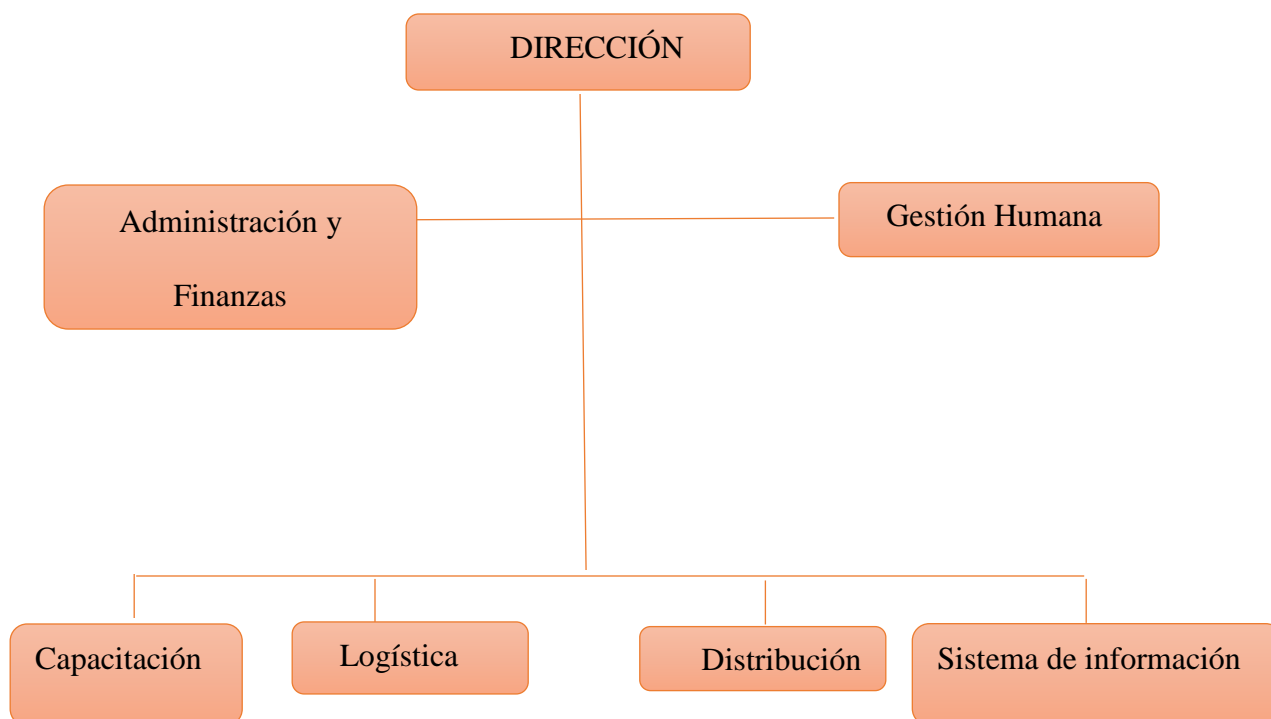 DIRECCIÓN
Administración y
Finanzas
Gestión Humana
Capacitación
Logística
Distribución
Sistema de información